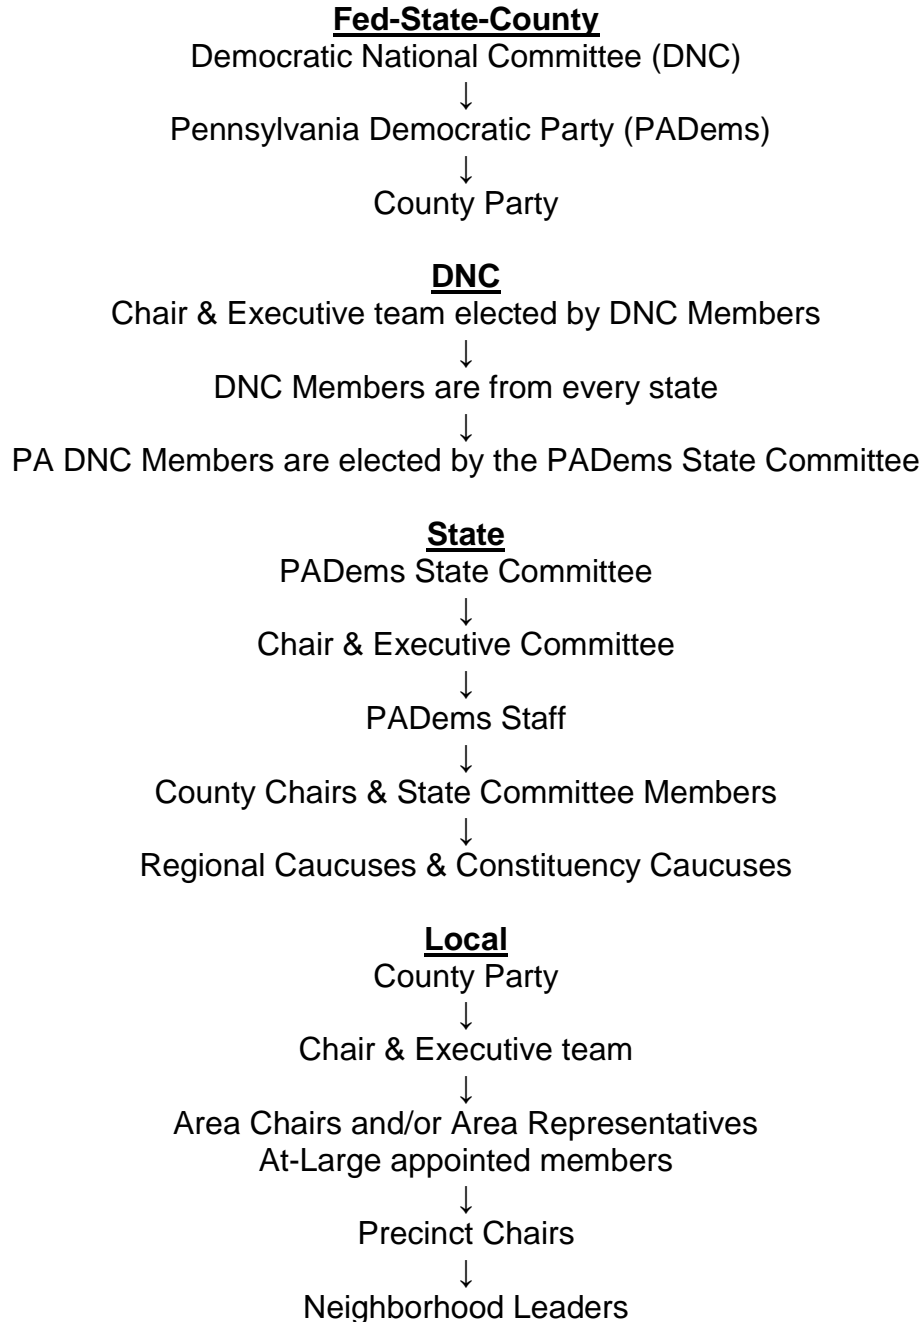 Fed-State-County
Democratic National Committee (DNC)
↓
Pennsylvania Democratic Party (PADems)
↓
County Party
DNC
Chair & Executive team elected by DNC Members
↓
DNC Members are from every state
↓
PA DNC Members are elected by the PADems State Committee
State
PADems State Committee
↓
Chair & Executive Committee
↓
PADems Staff
↓
County Chairs & State Committee Members
↓
Regional Caucuses & Constituency Caucuses
Local
County Party
↓
Chair & Executive team
↓
Area Chairs and/or Area Representatives
At-Large appointed members
↓
Precinct Chairs
↓
Neighborhood Leaders